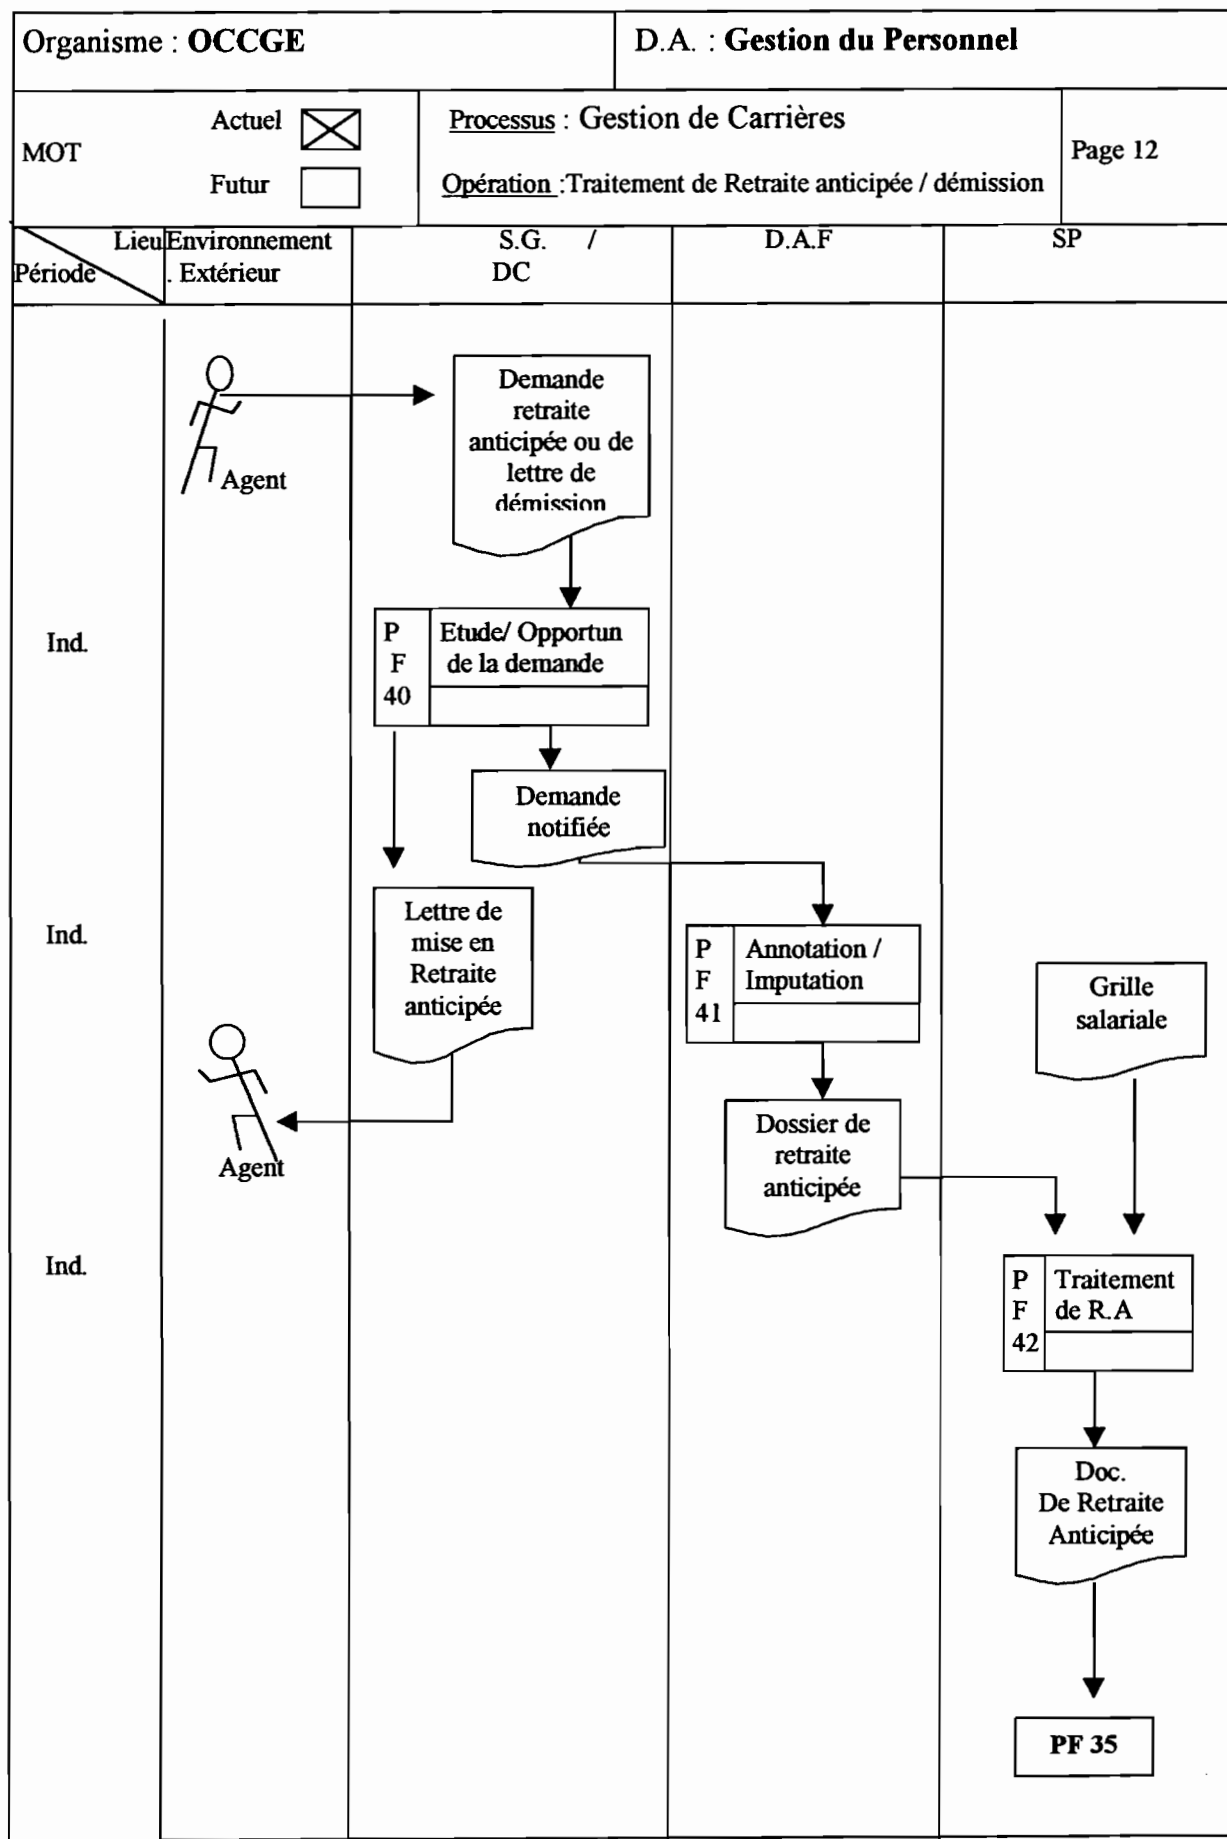 Organisme : OCCGE
D.A. : Gestion du Personnel
MOT
Actuel
Futur
Processus : Gestion de Carrières
Opération :Traitement de Retraite anticipée / démission
Page 12
Lieu
Période
Environnement
. Extérieur
S.G. /
DC
D.A.F
SP
Agent
Demande
retraite
anticipée ou de
lettre de
démission
Ind.
P
F
40
Etude/ Opportun
de la demande
Demande
notifiée
Ind.
Lettre de
mise en
Retraite
anticipée
P
F
41
Annotation /
Imputation
Grille
salariale
Agent
Dossier de
retraite
anticipée
Ind.
P
F
42
Traitement
de R.A
Doc.
De Retraite
Anticipée
PF 35